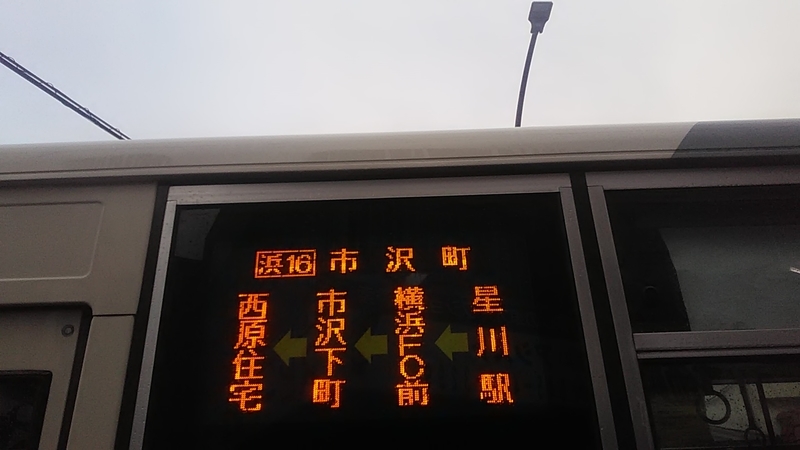 浜16 市沢町
星川駅
横浜FC前
市沢下町
西原住宅